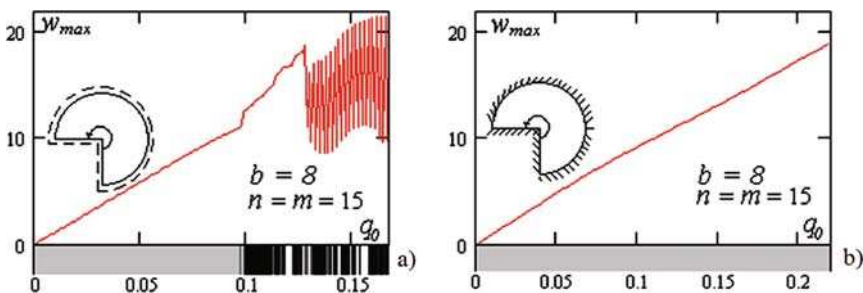 20
w_max
10
b = 8
n = m = 15
q_0
0
0 0.05 0.1 0.15
a)
20
w_max
10
b = 8
n = m = 15
q_0
0
0 0.05 0.1 0.15 0.2
b)